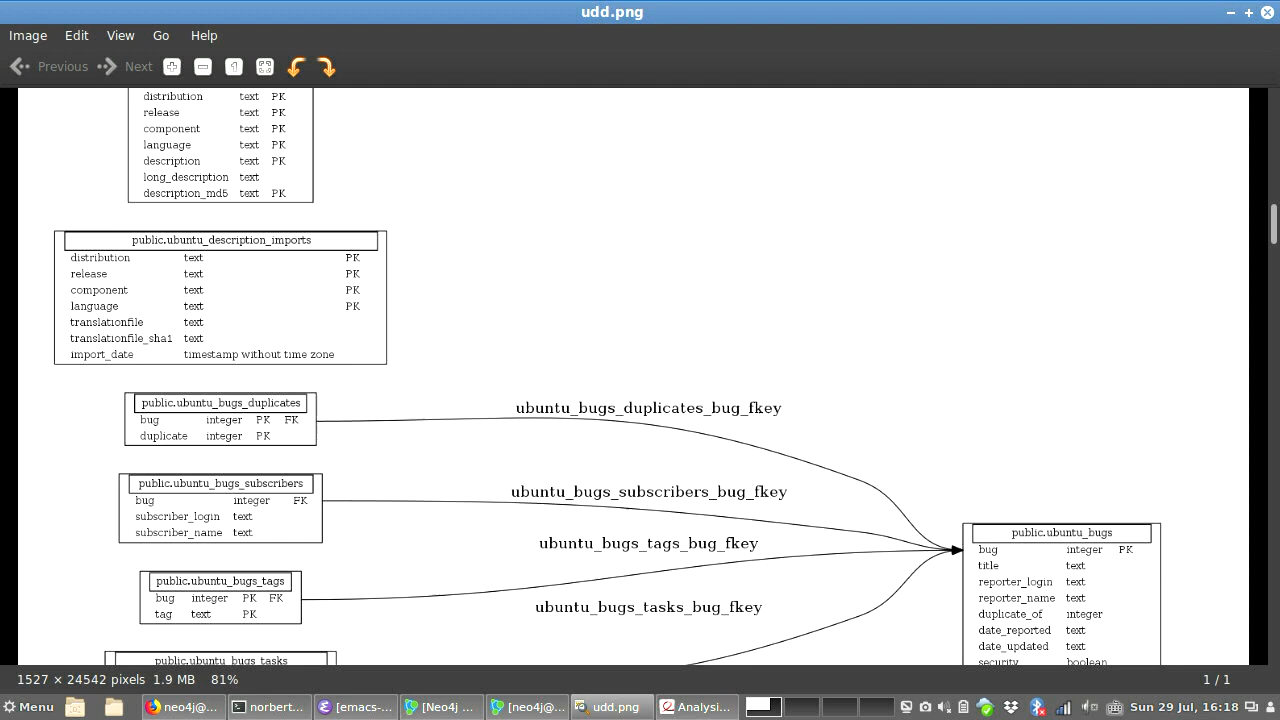 udd.png
Image Edit View Go Help
Previous Next
distribution text PK
release text PK
component text PK
language text PK
description text PK
long_description text
description_md5 text PK
public.ubuntu_description_imports
distribution text PK
release text PK
component text PK
language text PK
translationfile text
translationfile_sha1 text
import_date timestamp without time zone
public.ubuntu_bugs_duplicates
bug integer PK FK
duplicate integer PK
ubuntu_bugs_duplicates_bug_fkey
public.ubuntu_bugs_subscribers
bug integer FK
subscriber_login text
subscriber_name text
ubuntu_bugs_subscribers_bug_fkey
public.ubuntu_bugs_tags
bug integer PK FK
tag text PK
ubuntu_bugs_tags_bug_fkey
ubuntu_bugs_tasks_bug_fkey
public.ubuntu_bugs_tasks
public.ubuntu_bugs
bug integer PK
title text
reporter_login text
reporter_name text
duplicate_of integer
date_reported text
date_updated text
security boolean
1527 × 24542 pixels 1.9 MB 81% 1 / 1
Menu neo4j@... norbert... [emacs-... [Neo4j ... [neo4j@... udd.png Analysi... Sun 29 Jul, 16:18